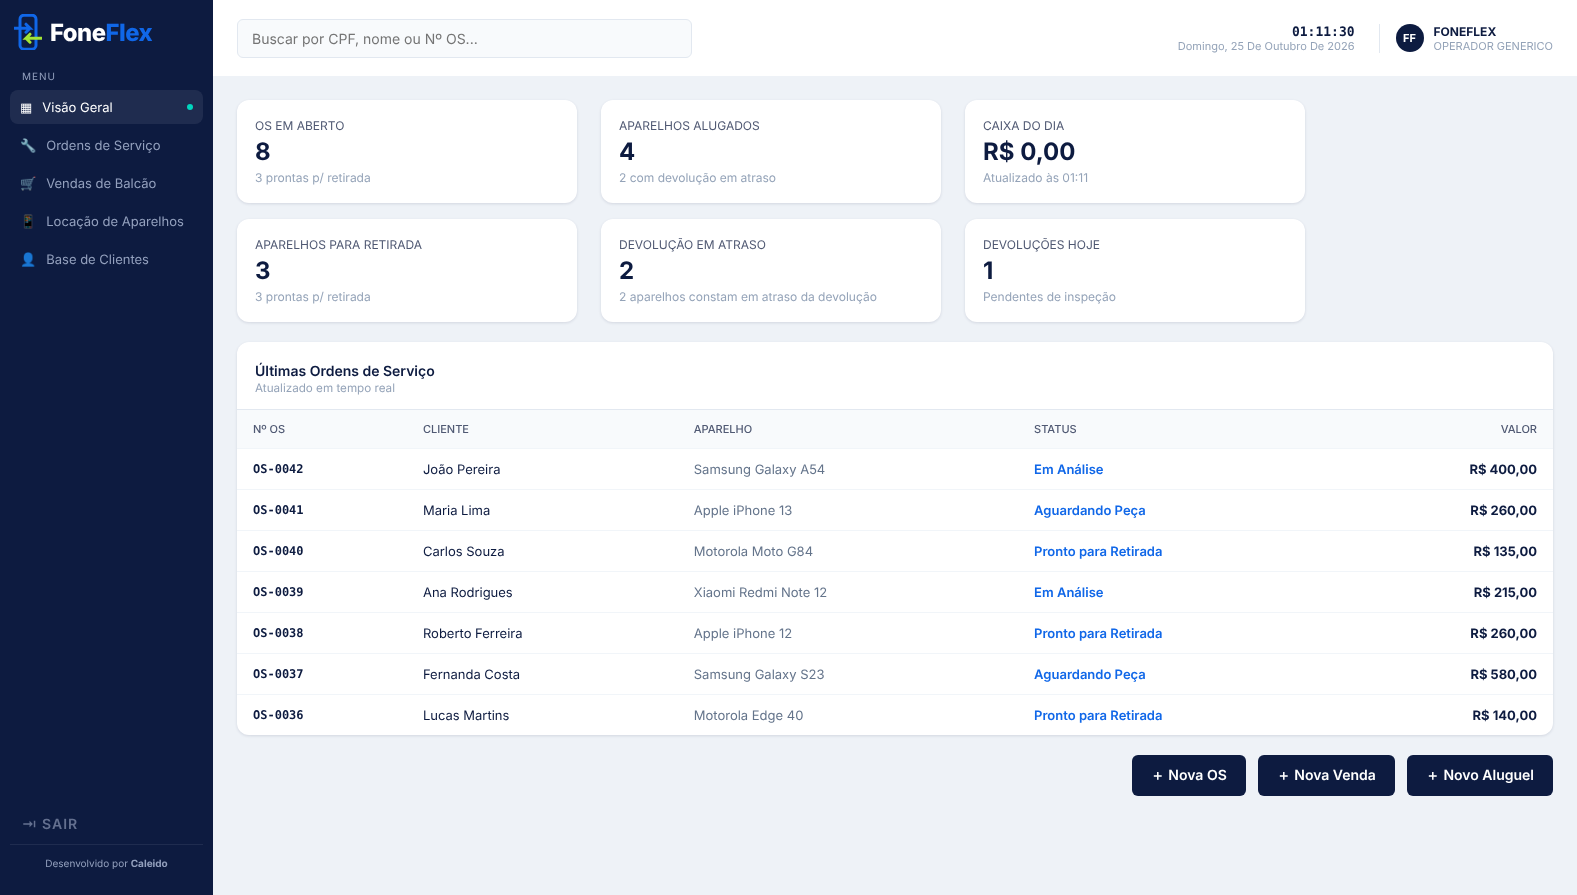 FoneFlex
MENU
Visão Geral
Ordens de Serviço
Vendas de Balcão
Locação de Aparelhos
Base de Clientes
⇥ SAIR
Desenvolvido por Caleido
Buscar por CPF, nome ou Nº OS...
01:11:30
Domingo, 25 De Outubro De 2026
FF
FONEFLEX
OPERADOR GENERICO
OS EM ABERTO
8
3 prontas p/ retirada
APARELHOS ALUGADOS
4
2 com devolução em atraso
CAIXA DO DIA
R$ 0,00
Atualizado às 01:11
APARELHOS PARA RETIRADA
3
3 prontas p/ retirada
DEVOLUÇÃO EM ATRASO
2
2 aparelhos constam em atraso da devolução
DEVOLUÇÕES HOJE
1
Pendentes de inspeção
Últimas Ordens de Serviço
Atualizado em tempo real
Nº OS CLIENTE APARELHO STATUS VALOR
OS-0042 João Pereira Samsung Galaxy A54 Em Análise R$ 400,00
OS-0041 Maria Lima Apple iPhone 13 Aguardando Peça R$ 260,00
OS-0040 Carlos Souza Motorola Moto G84 Pronto para Retirada R$ 135,00
OS-0039 Ana Rodrigues Xiaomi Redmi Note 12 Em Análise R$ 215,00
OS-0038 Roberto Ferreira Apple iPhone 12 Pronto para Retirada R$ 260,00
OS-0037 Fernanda Costa Samsung Galaxy S23 Aguardando Peça R$ 580,00
OS-0036 Lucas Martins Motorola Edge 40 Pronto para Retirada R$ 140,00
+ Nova OS
+ Nova Venda
+ Novo Aluguel